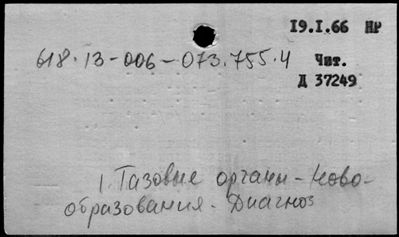 19.I.66 НР
618.13-006-073.755.4 Чит.
Д 37249
1. Тазовые органы - Ново-
образования. Диагноз